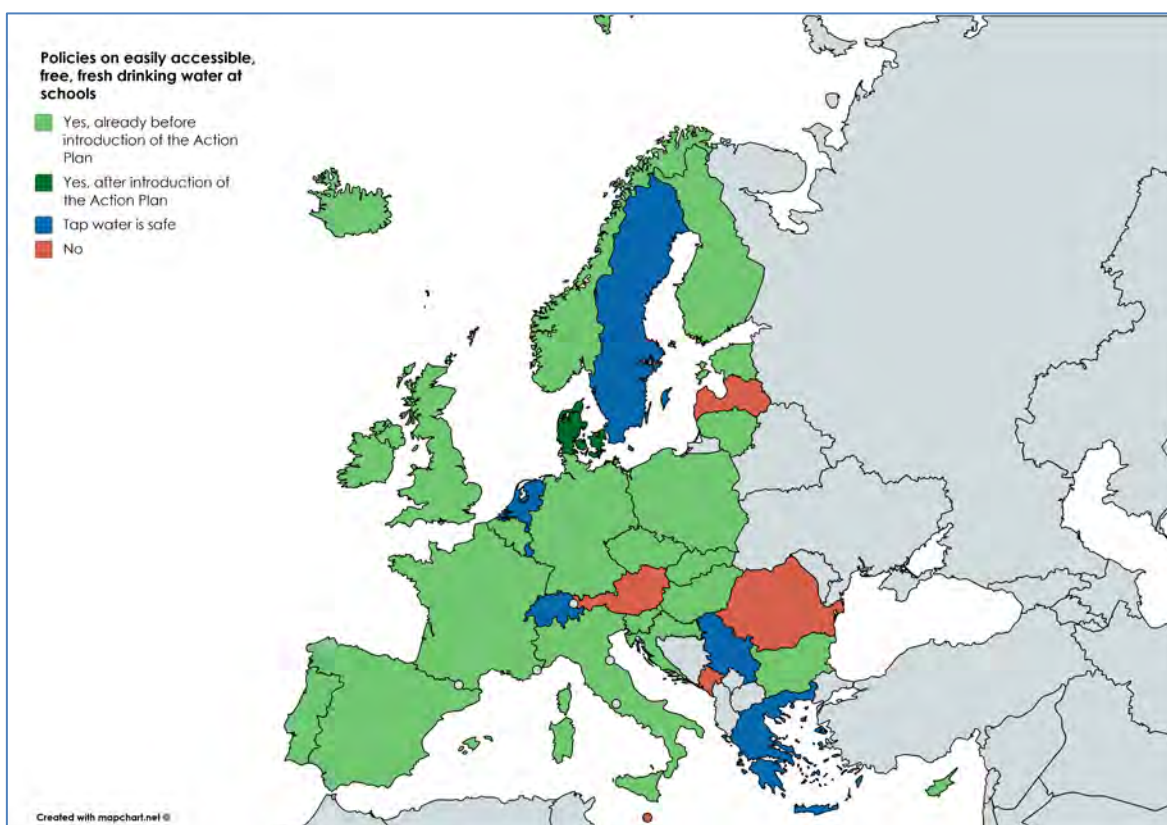 Policies on easily accessible,
free, fresh drinking water at
schools
Yes, already before
introduction of the Action
Plan
Yes, after introduction of
the Action Plan
Tap water is safe
No
Created with mapchart.net ©